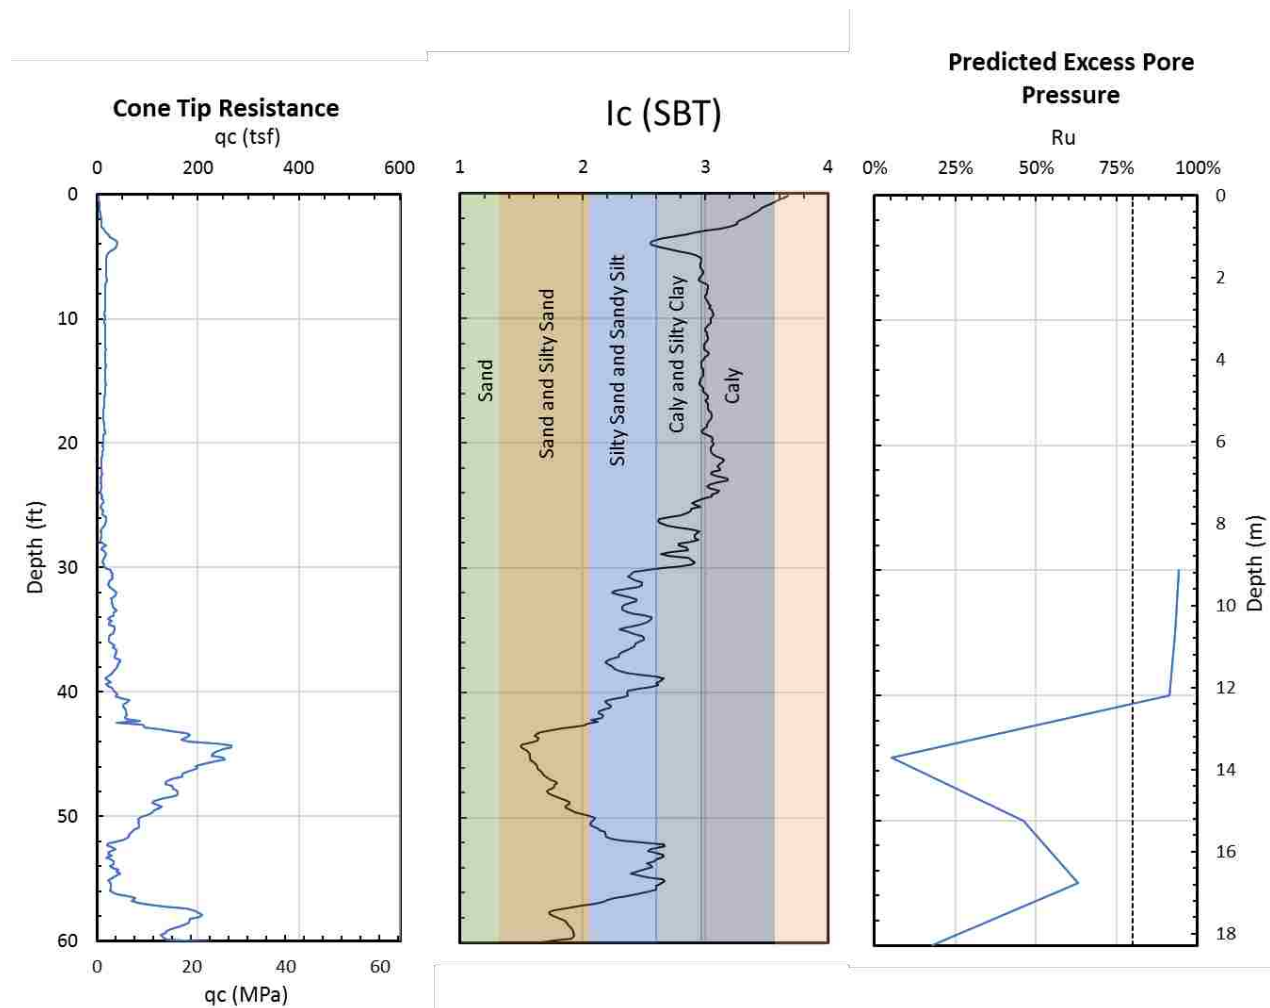 Cone Tip Resistance
qc (tsf)
0 200 400 600
0
10
20
30
40
50
60
Depth (ft)
0 20 40 60
qc (MPa)
Ic (SBT)
1 2 3 4
Sand
Sand and Silty Sand
Silty Sand and Sandy Silt
Caly and Silty Clay
Caly
Predicted Excess Pore
Pressure
Ru
0% 25% 50% 75% 100%
0
2
4
6
8
10
12
14
16
18
Depth (m)